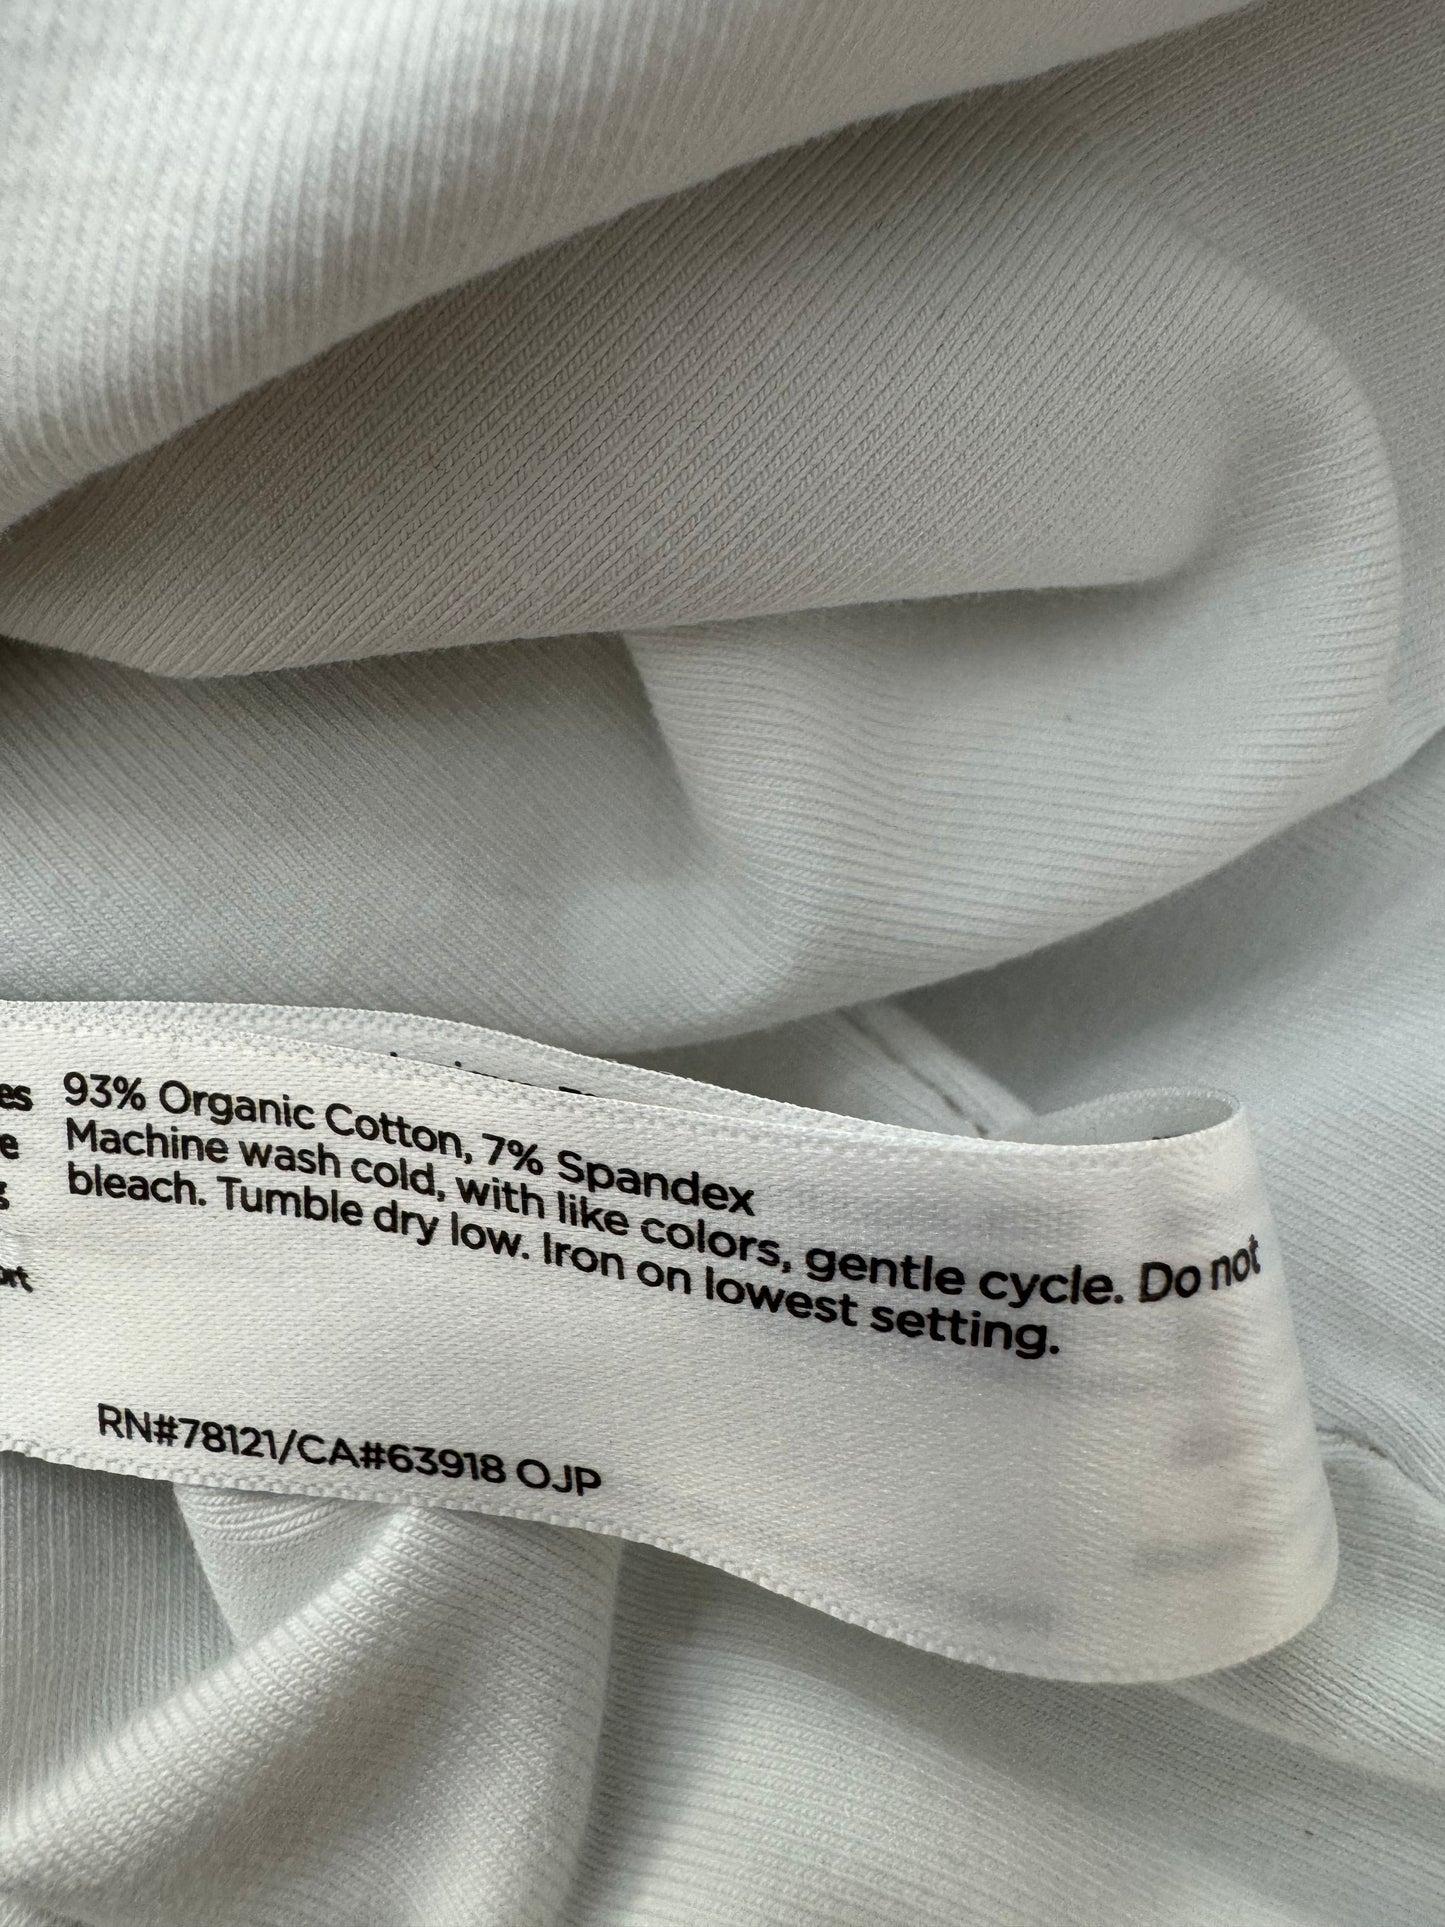 93% Organic Cotton, 7% Spandex
Machine wash cold, with like colors, gentle cycle. Do not
bleach. Tumble dry low. Iron on lowest setting.
RN#78121/CA#63918 OJP